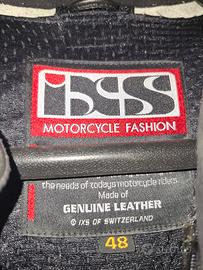 ixs
MOTORCYCLE FASHION
the needs of todays motorcycle riders
Made of
GENUINE LEATHER
© IXS OF SWITZERLAND
48